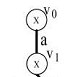 x v₀
a
x v₁